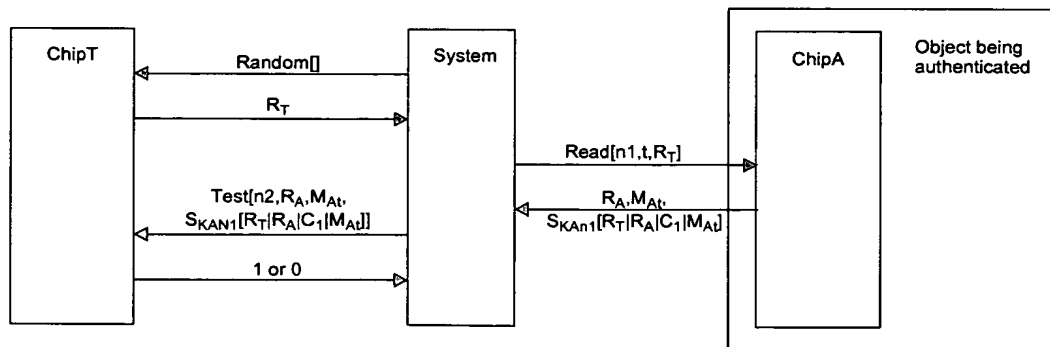 ChipT
System
ChipA
Object being
authenticated
Random[]
R_T
Read[n1,t,R_T]
Test[n2,R_A,M_At,
S_KAN1[R_T|R_A|C_1|M_At]]
R_A,M_At,
S_KAn1[R_T|R_A|C_1|M_At]
1 or 0